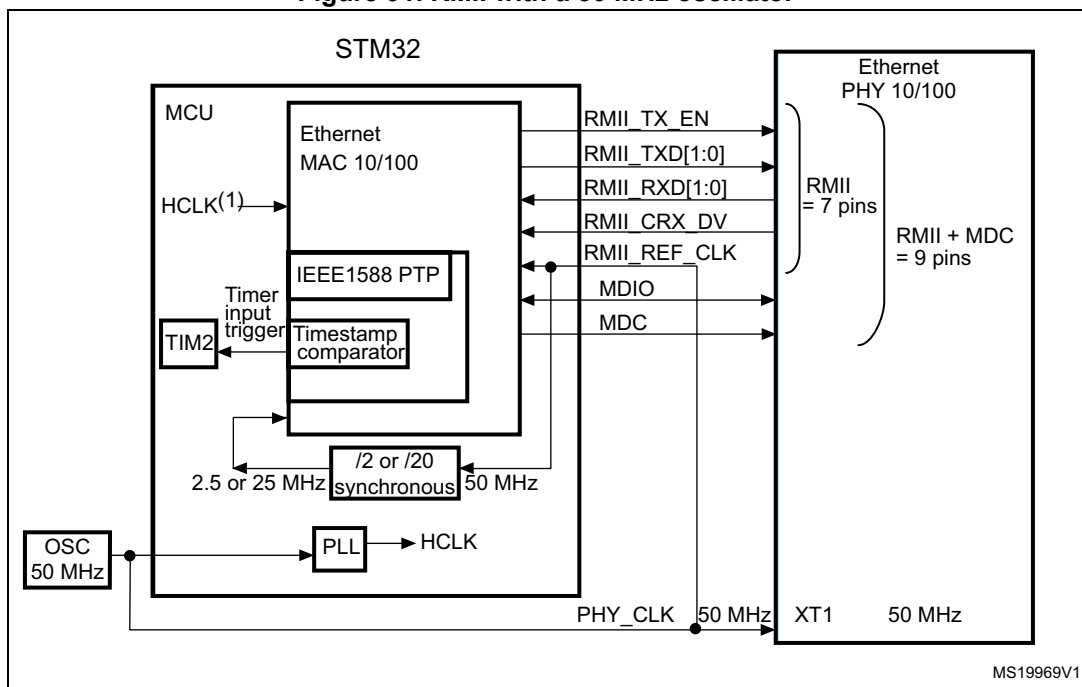 RMII with a 50 MHz oscillator
STM32
MCU
Ethernet
MAC 10/100
HCLK(1)
IEEE1588 PTP
Timer
input
trigger
TIM2
Timestamp
comparator
/2 or /20
synchronous
2.5 or 25 MHz
50 MHz
OSC
50 MHz
PLL
HCLK
RMII_TX_EN
RMII_TXD[1:0]
RMII_RXD[1:0]
RMII_CRX_DV
RMII_REF_CLK
MDIO
MDC
Ethernet
PHY 10/100
RMII
= 7 pins
RMII + MDC
= 9 pins
PHY_CLK
50 MHz
XT1
50 MHz
MS19969V1